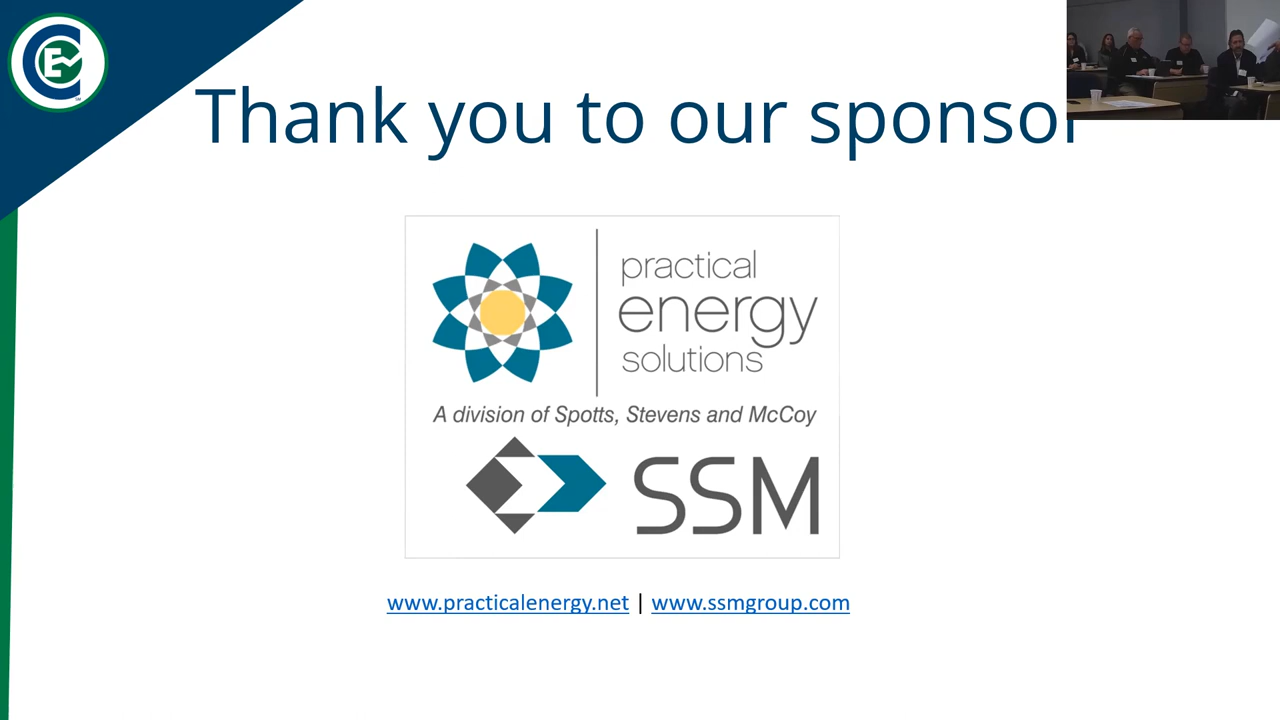 Thank you to our sponsor
practical
energy
solutions
A division of Spotts, Stevens and McCoy
SSM
www.practicalenergy.net | www.ssmgroup.com